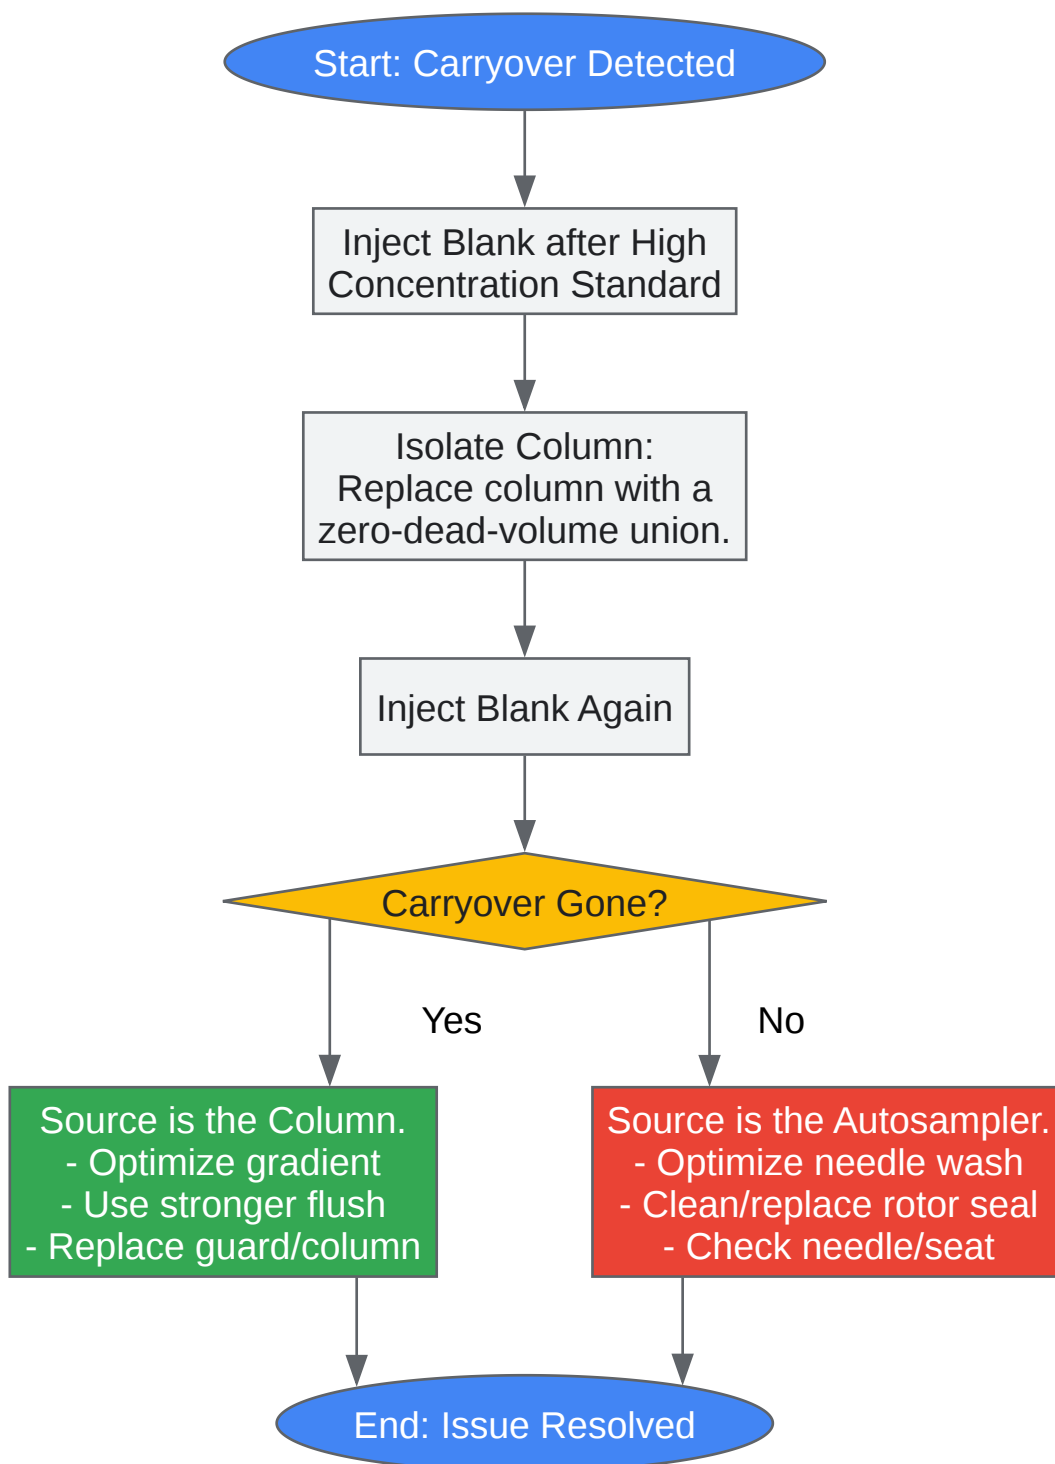 Start: Carryover Detected
Inject Blank after High
Concentration Standard
Isolate Column:
Replace column with a
zero-dead-volume union.
Inject Blank Again
Carryover Gone?
Yes
No
Source is the Column.
- Optimize gradient
- Use stronger flush
- Replace guard/column
Source is the Autosampler.
- Optimize needle wash
- Clean/replace rotor seal
- Check needle/seat
End: Issue Resolved